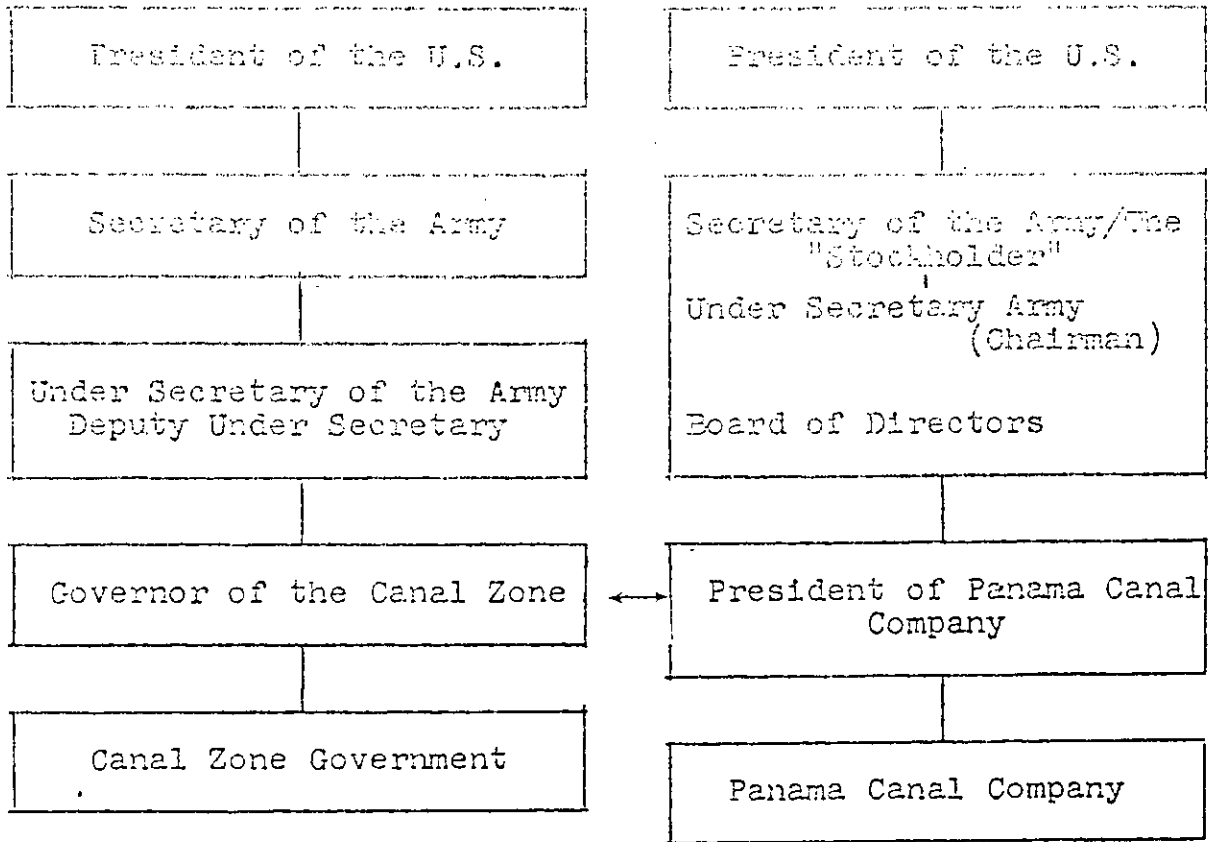 President of the U.S.
Secretary of the Army
Under Secretary of the Army
Deputy Under Secretary
Governor of the Canal Zone
Canal Zone Government
President of the U.S.
Secretary of the Army/The
"Stockholder"
Under Secretary Army
(Chairman)
Board of Directors
President of Panama Canal
Company
Panama Canal Company